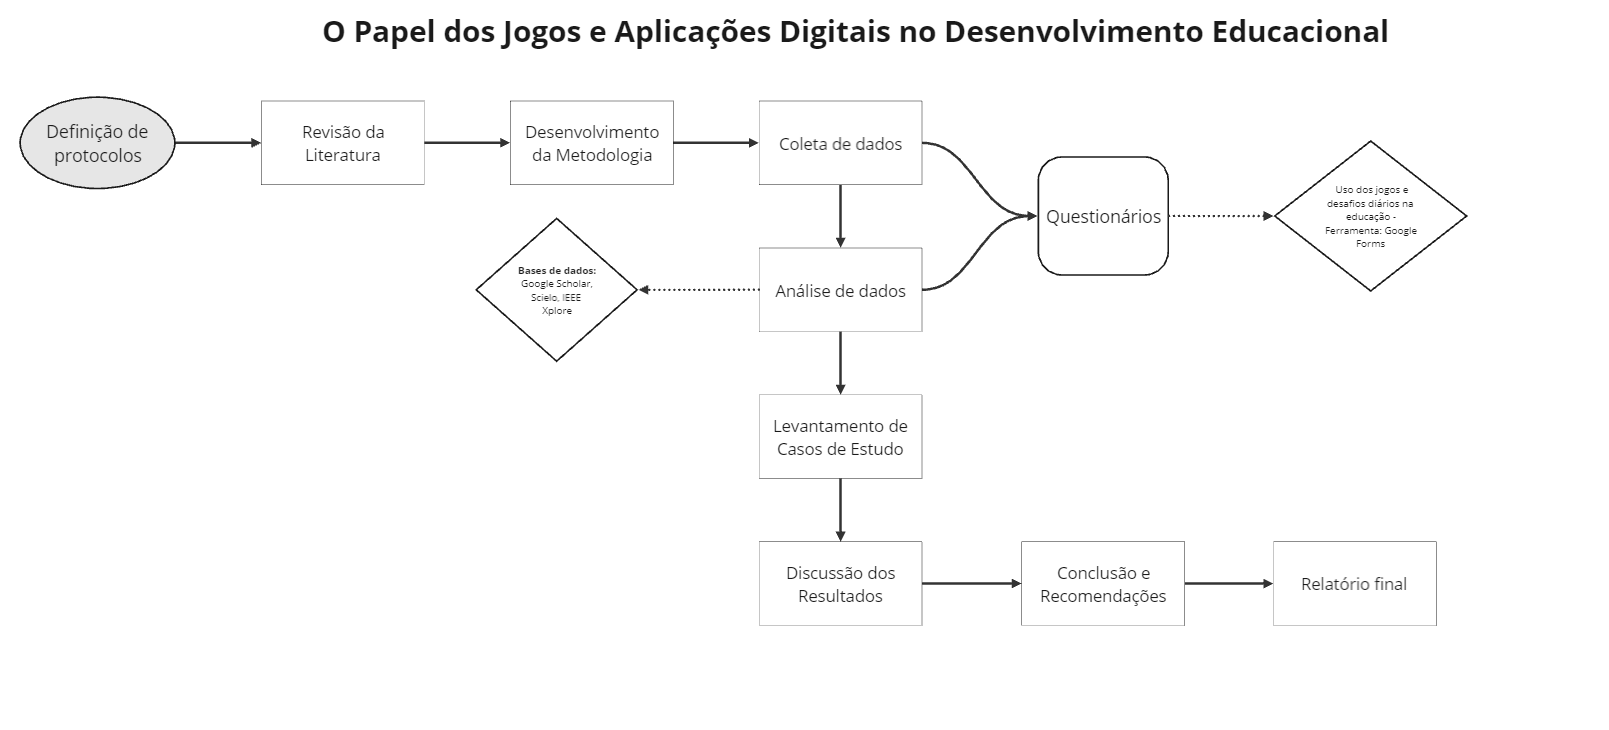 O Papel dos Jogos e Aplicações Digitais no Desenvolvimento Educacional
Definição de
protocolos
Revisão da
Literatura
Desenvolvimento
da Metodologia
Coleta de dados
Questionários
Uso dos jogos e
desafios diários na
educação -
Ferramenta: Google
Forms
Bases de dados:
Google Scholar,
Scielo, IEEE
Xplore
Análise de dados
Levantamento de
Casos de Estudo
Discussão dos
Resultados
Conclusão e
Recomendações
Relatório final